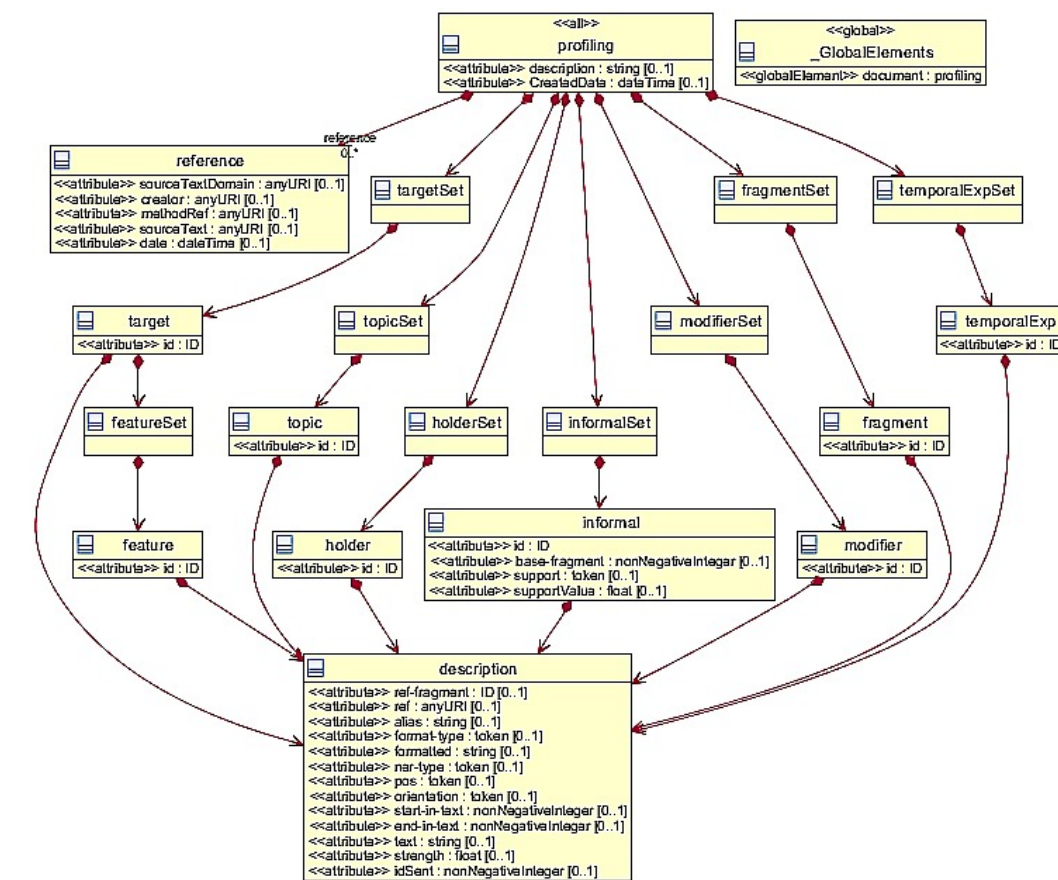 <<all>>
profiling
<<attribute>> description : string [0..1]
<<attribute>> CreatedDate : dateTime [0..1]
<<global>>
_GlobalElements
<<globalElement>> document : profiling
reference
0..*
reference
<<attribute>> sourceTextDomain : anyURI [0..1]
<<attribute>> creator : anyURI [0..1]
<<attribute>> methodRef : anyURI [0..1]
<<attribute>> sourceText : anyURI [0..1]
<<attribute>> date : dateTime [0..1]
targetSet
fragmentSet
temporalExpSet
target
<<attribute>> id : ID
topicSet
modifierSet
temporalExp
<<attribute>> id : ID
featureSet
topic
<<attribute>> id : ID
holderSet
informalSet
fragment
<<attribute>> id : ID
feature
<<attribute>> id : ID
holder
<<attribute>> id : ID
informal
<<attribute>> id : ID
<<attribute>> base-fragment : nonNegativeInteger [0..1]
<<attribute>> support : token [0..1]
<<attribute>> supportValue : float [0..1]
modifier
<<attribute>> id : ID
description
<<attribute>> ref-fragment : ID [0..1]
<<attribute>> ref : anyURI [0..1]
<<attribute>> alias : string [0..1]
<<attribute>> format-type : token [0..1]
<<attribute>> formatted : string [0..1]
<<attribute>> nar-type : token [0..1]
<<attribute>> pos : token [0..1]
<<attribute>> orientation : token [0..1]
<<attribute>> start-in-text : nonNegativeInteger [0..1]
<<attribute>> end-in-text : nonNegativeInteger [0..1]
<<attribute>> text : string [0..1]
<<attribute>> strength : float [0..1]
<<attribute>> idSent : nonNegativeInteger [0..1]